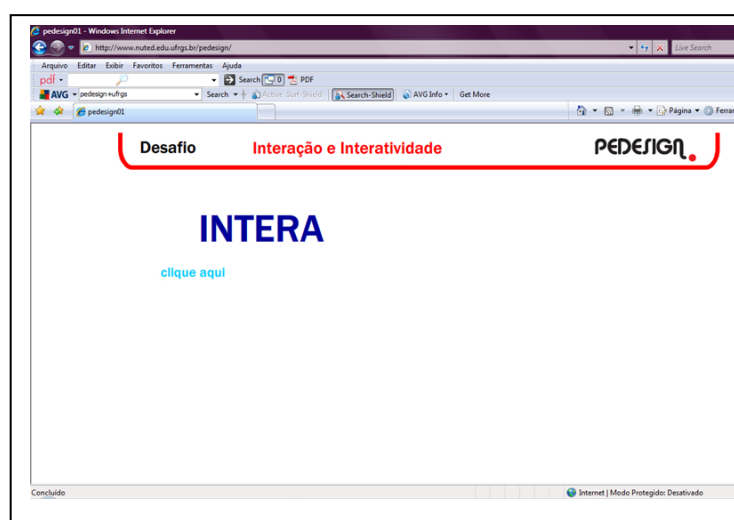 pedesign01 - Windows Internet Explorer
http://www.nuted.edu.ufrgs.br/pedesign/ Live Search
Arquivo Editar Exibir Favoritos Ferramentas Ajuda
pdf Search 0 PDF
AVG pedesign+ufrgs Search Active Surf-Shield Search-Shield AVG Info Get More
pedesign01 Página Ferrar
Desafio Interação e Interatividade PEDESIGN.
INTERA
clique aqui
Concluído Internet | Modo Protegido: Desativado